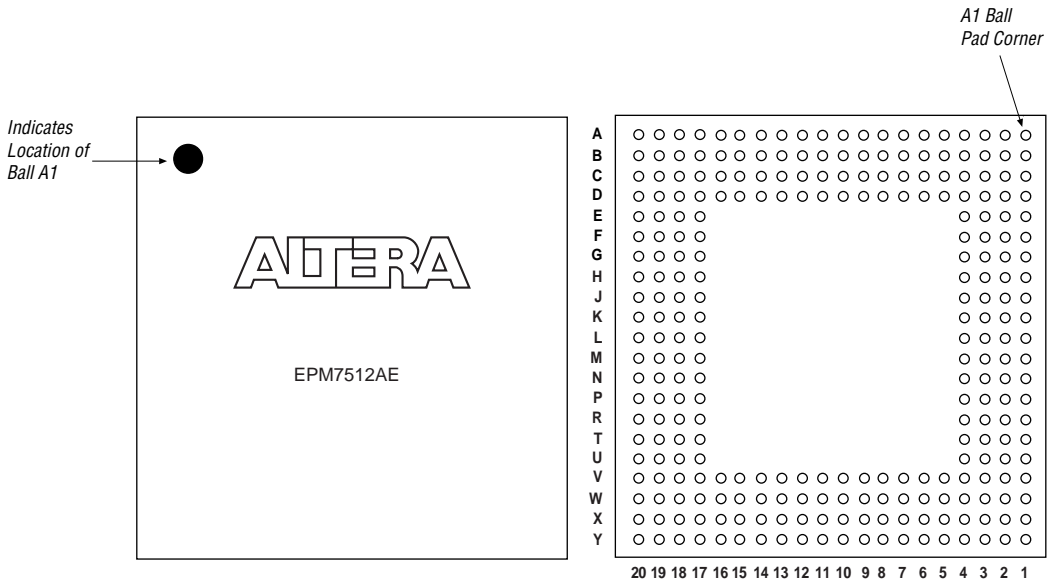 A1 Ball
Pad Corner
Indicates
Location of
Ball A1
ALTERA
EPM7512AE
A
B
C
D
E
F
G
H
J
K
L
M
N
P
R
T
U
V
W
X
Y
20 19 18 17 16 15 14 13 12 11 10 9 8 7 6 5 4 3 2 1